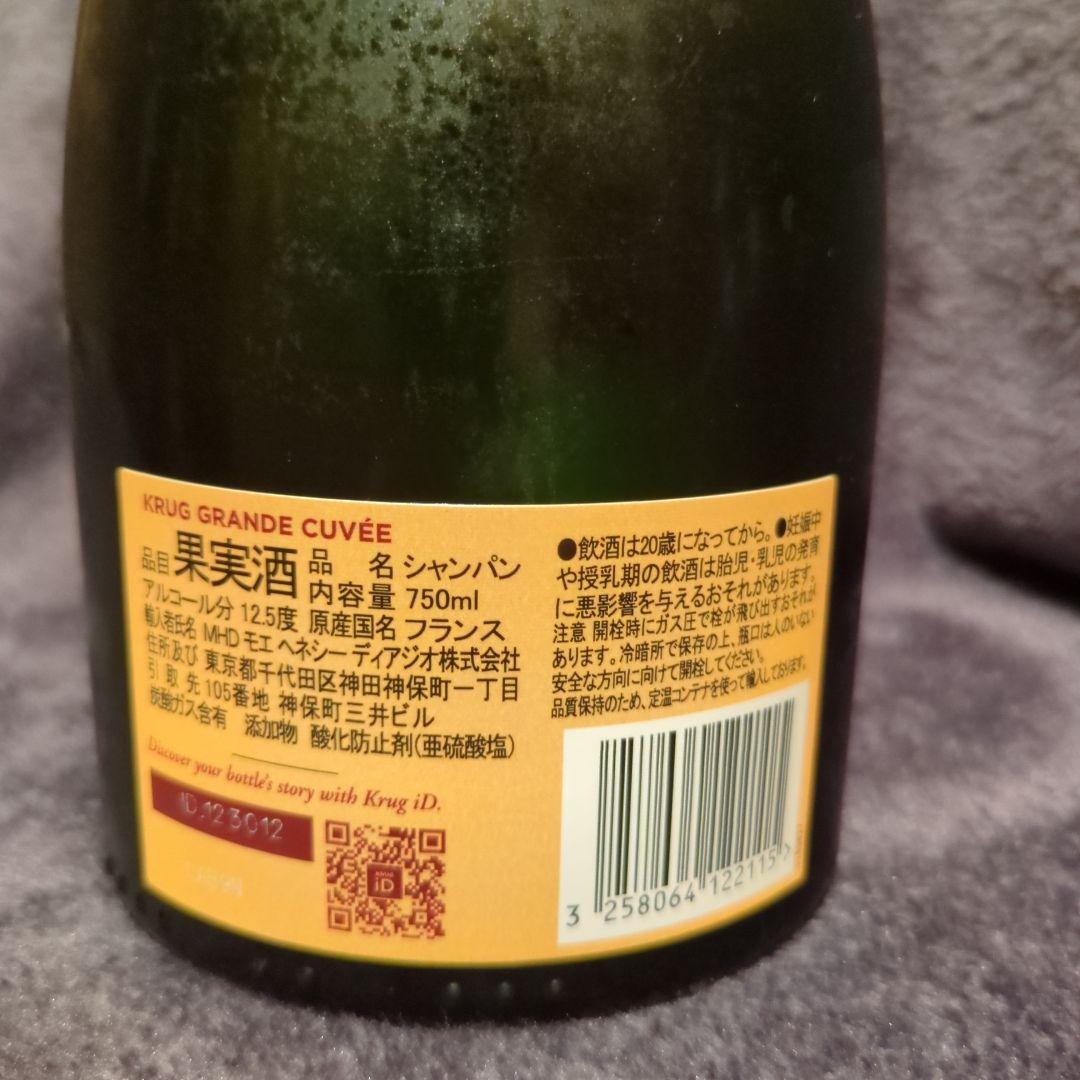 KRUG GRANDE CUVÉE
品目 果実酒 品 名 シャンパン
内容量 750ml
アルコール分 12.5度 原産国名 フランス
輸入者氏名 MHD モエ ヘネシー ディアジオ株式会社
住所及び 東京都千代田区神田神保町一丁目
引 取 先 105番地 神保町三井ビル
炭酸ガス含有 添加物 酸化防止剤(亜硫酸塩)
Discover your bottle's story with Krug iD.
iD.123012
KRUG
iD
●飲酒は20歳になってから。●妊娠中
や授乳期の飲酒は胎児・乳児の発育
に悪影響を与えるおそれがあります。
注意 開栓時にガス圧で栓が飛び出すおそれが
あります。冷暗所で保存の上、瓶口は人のいない
安全な方向に向けて開栓してください。
品質保持のため、定温コンテナを使って輸入しております。
3 258064 122115 >